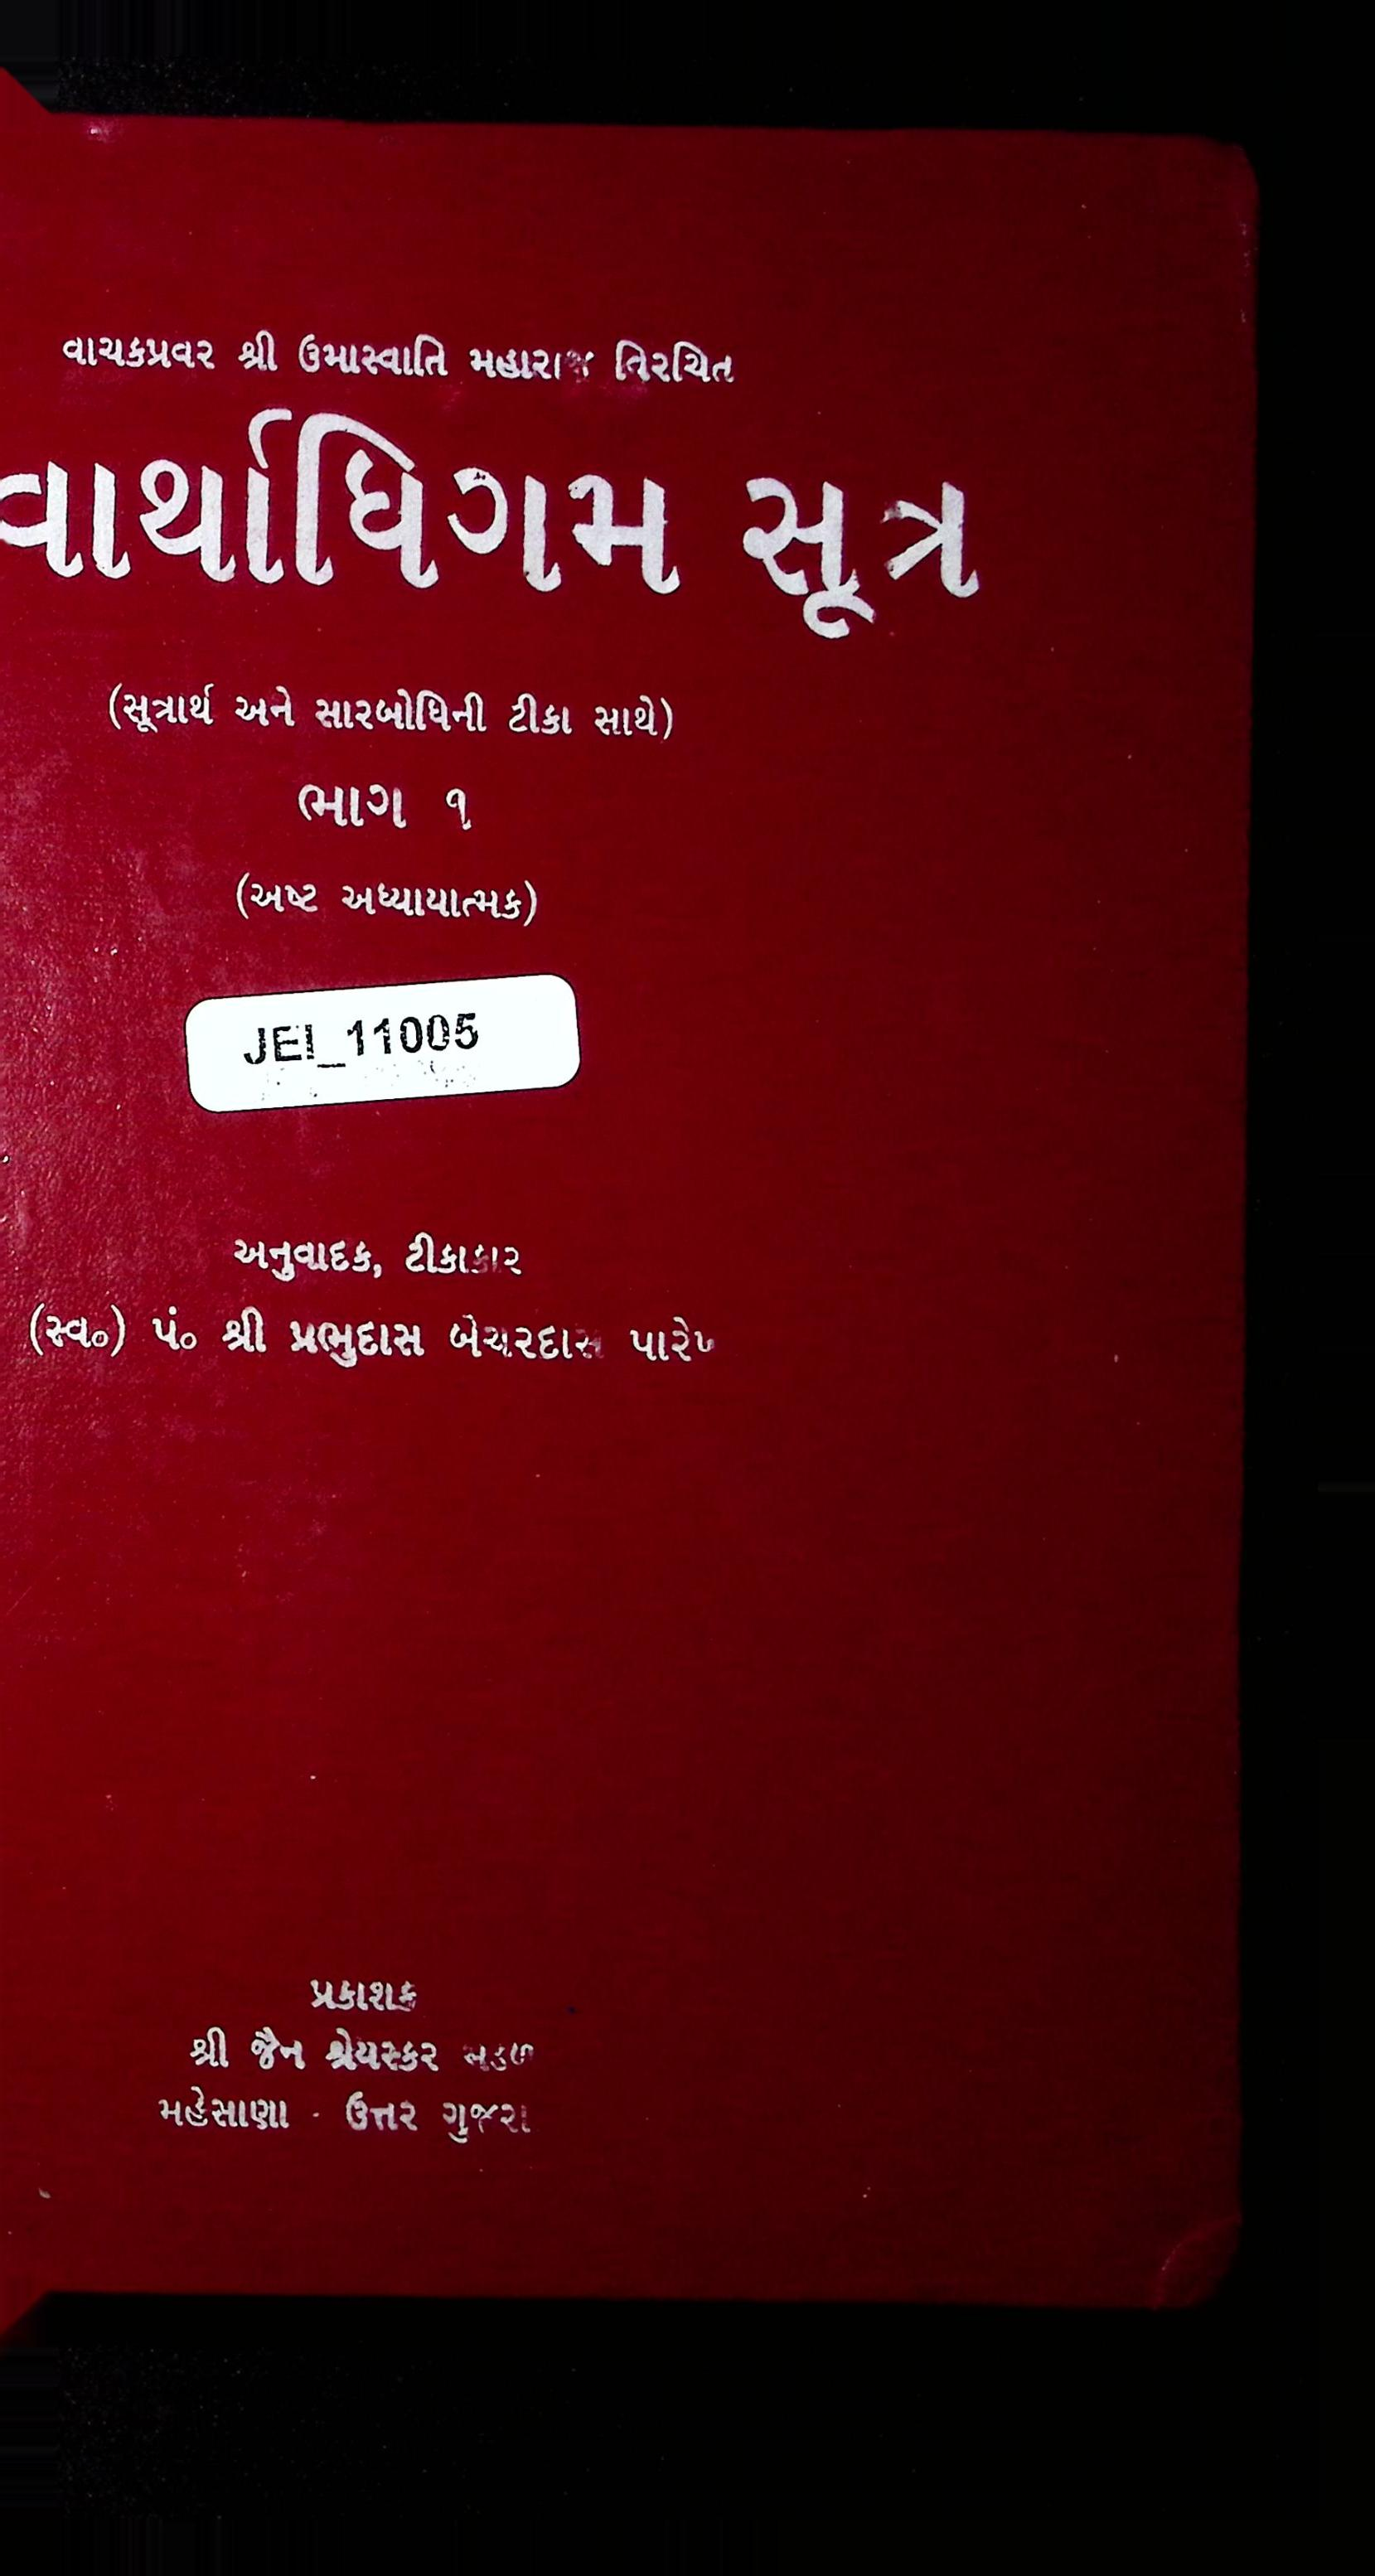 વાચકપ્રવર શ્રી ઉમાસ્વાતિ મહારાજ વિરચિત
વાર્થાધિગમ સૂત્ર
(સૂત્રાર્થ અને સારબોધિની ટીકા સાથે)
ભાગ ૧
(અષ્ટ અધ્યાયાત્મક)
JEI_11005
અનુવાદક, ટીકાકાર
(સ્વ૦) પં૦ શ્રી પ્રભુદાસ બેચરદાસ પારેખ
પ્રકાશક
શ્રી જૈન શ્રેયસ્કર મંડળ
મહેસાણા - ઉત્તર ગુજરા